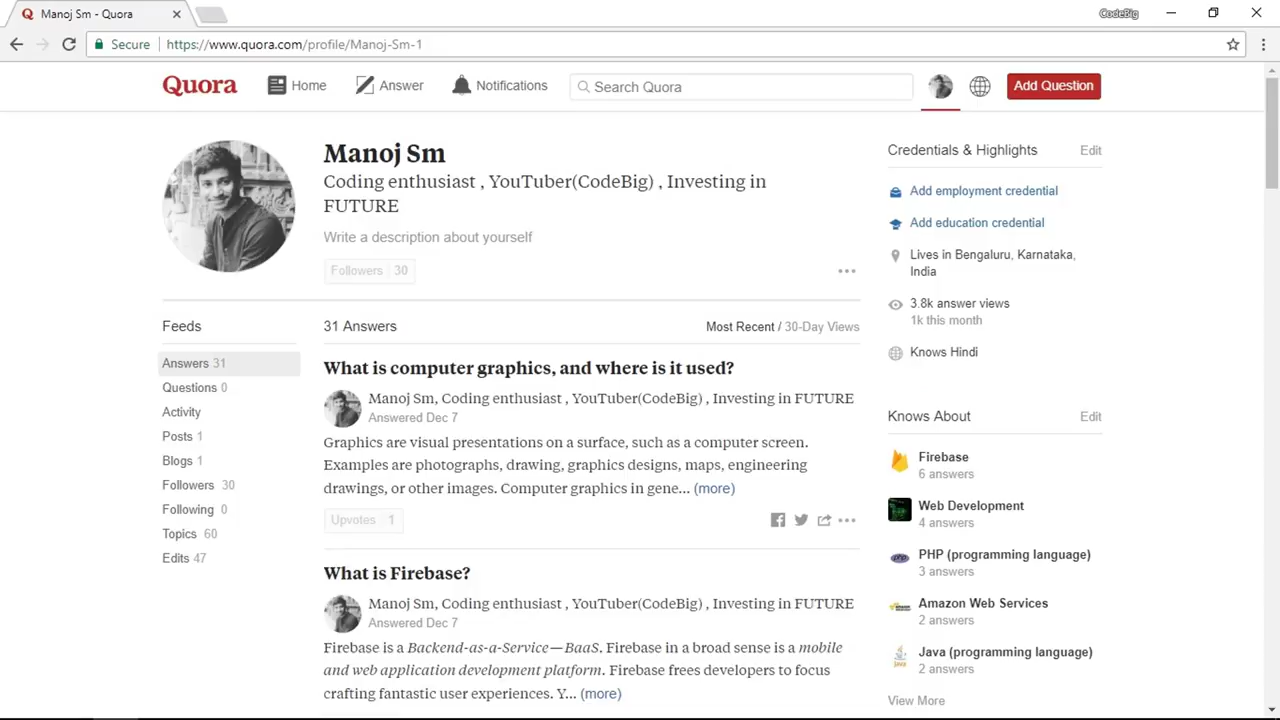 Manoj Sm - Quora
CodeBig
Secure https://www.quora.com/profile/Manoj-Sm-1
Quora Home Answer Notifications Search Quora Add Question
Manoj Sm
Coding enthusiast , YouTuber(CodeBig) , Investing in
FUTURE
Write a description about yourself
Followers 30
Feeds
Answers 31
Questions 0
Activity
Posts 1
Blogs 1
Followers 30
Following 0
Topics 60
Edits 47
31 Answers
Most Recent / 30-Day Views
What is computer graphics, and where is it used?
Manoj Sm, Coding enthusiast , YouTuber(CodeBig) , Investing in FUTURE
Answered Dec 7
Graphics are visual presentations on a surface, such as a computer screen.
Examples are photographs, drawing, graphics designs, maps, engineering
drawings, or other images. Computer graphics in gene... (more)
Upvotes 1
What is Firebase?
Manoj Sm, Coding enthusiast , YouTuber(CodeBig) , Investing in FUTURE
Answered Dec 7
Firebase is a Backend-as-a-Service—BaaS. Firebase in a broad sense is a mobile
and web application development platform. Firebase frees developers to focus
crafting fantastic user experiences. Y... (more)
Credentials & Highlights Edit
Add employment credential
Add education credential
Lives in Bengaluru, Karnataka,
India
3.8k answer views
1k this month
Knows Hindi
Knows About Edit
Firebase
6 answers
Web Development
4 answers
PHP (programming language)
3 answers
Amazon Web Services
2 answers
Java (programming language)
2 answers
View More